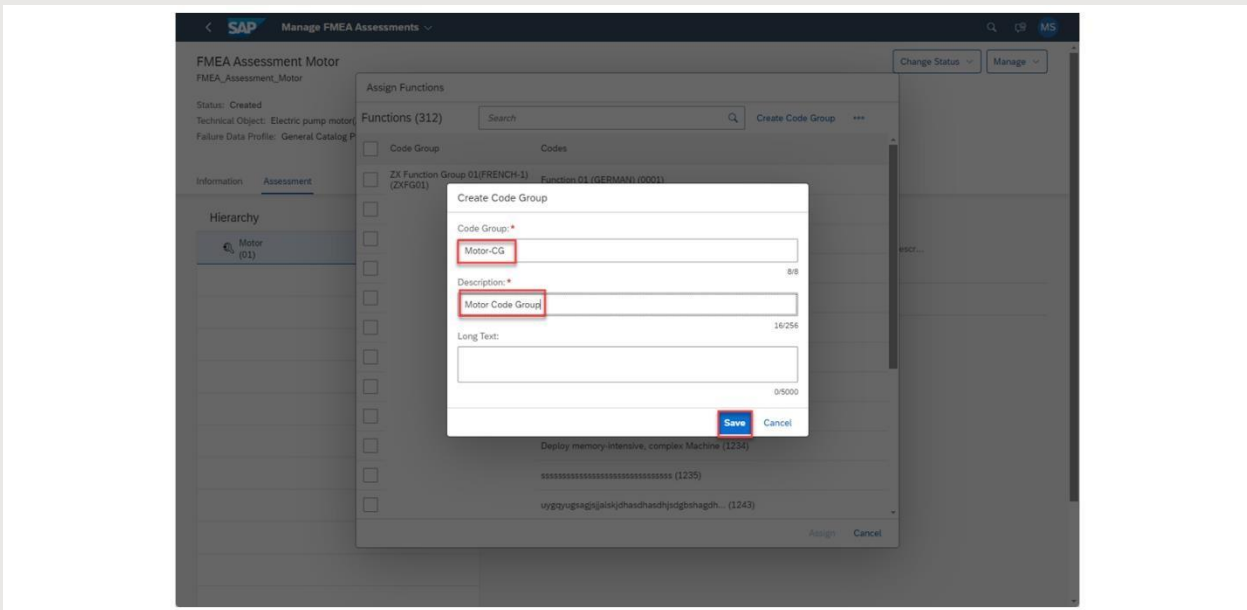 SAP Manage FMEA Assessments
MS
FMEA Assessment Motor
FMEA_Assessment_Motor
Change Status
Manage
Status: Created
Technical Object: Electric pump motor(
Failure Data Profile: General Catalog P
Information Assessment
Hierarchy
Motor
(01)
escr...
Assign Functions
Functions (312)
Search
Create Code Group
Code Group Codes
ZX Function Group 01(FRENCH-1)
(ZXFG01)
Function 01 (GERMAN) (0001)
Create Code Group
Code Group: *
Motor-CG
8/8
Description: *
Motor Code Group
16/256
Long Text:
0/5000
Save Cancel
Deploy memory-intensive, complex Machine (1234)
(1235)
(1243)
Assign Cancel